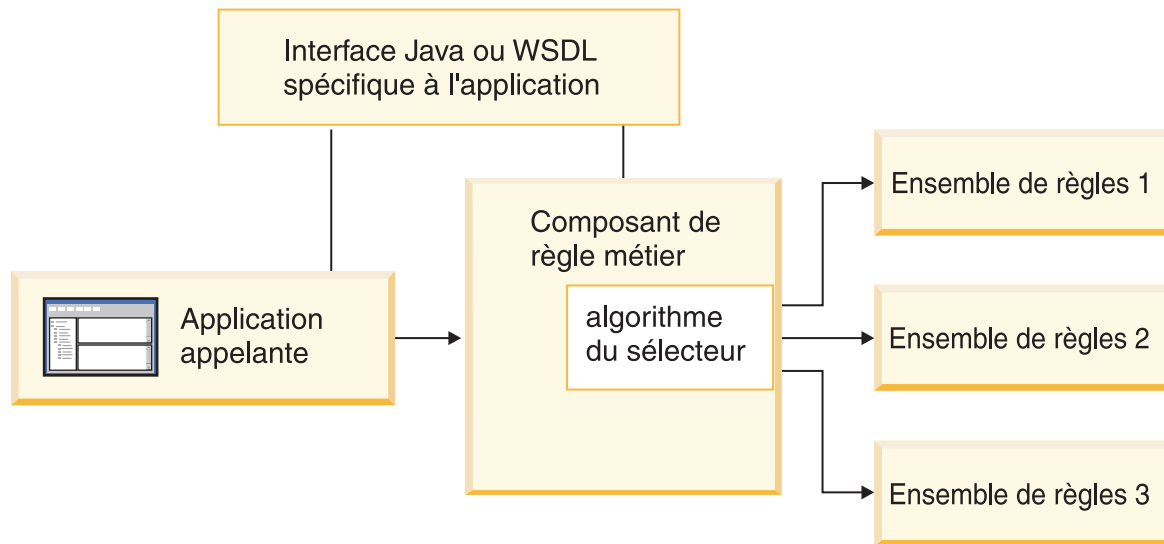 Interface Java ou WSDL
spécifique à l'application
Application
appelante
Composant de
règle métier
algorithme
du sélecteur
Ensemble de règles 1
Ensemble de règles 2
Ensemble de règles 3